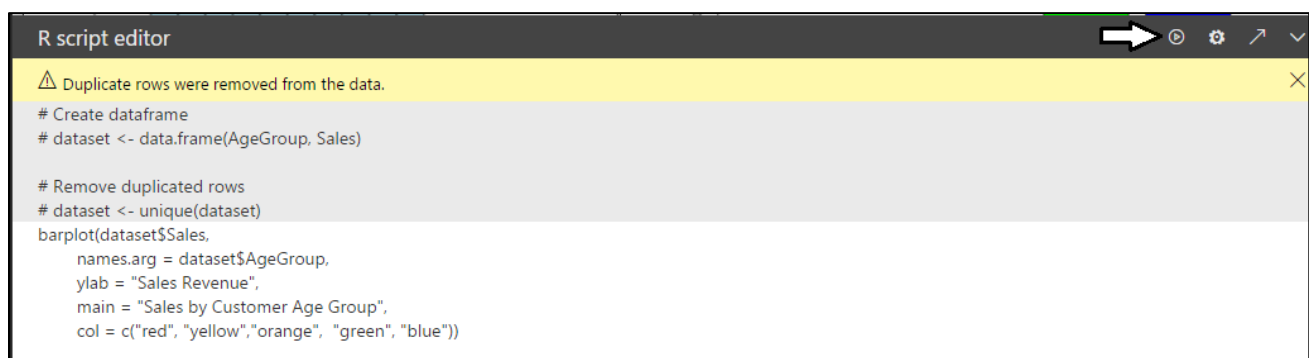 R script editor
Duplicate rows were removed from the data.
# Create dataframe
# dataset <- data.frame(AgeGroup, Sales)
# Remove duplicated rows
# dataset <- unique(dataset)
barplot(dataset$Sales,
names.arg = dataset$AgeGroup,
ylab = "Sales Revenue",
main = "Sales by Customer Age Group",
col = c("red", "yellow","orange",  "green", "blue"))